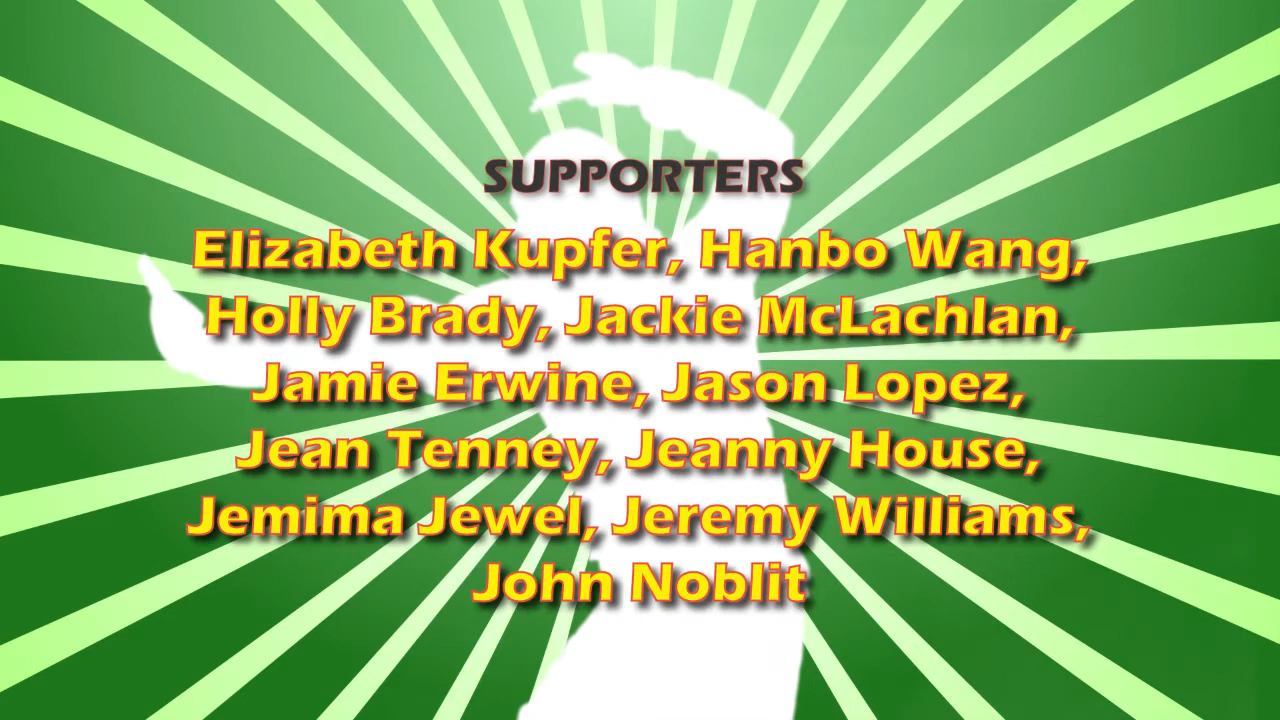 SUPPORTERS
Elizabeth Kupfer, Hanbo Wang,
Holly Brady, Jackie McLachlan,
Jamie Erwine, Jason Lopez,
Jean Tenney, Jeanny House,
Jemima Jewel, Jeremy Williams,
John Noblit